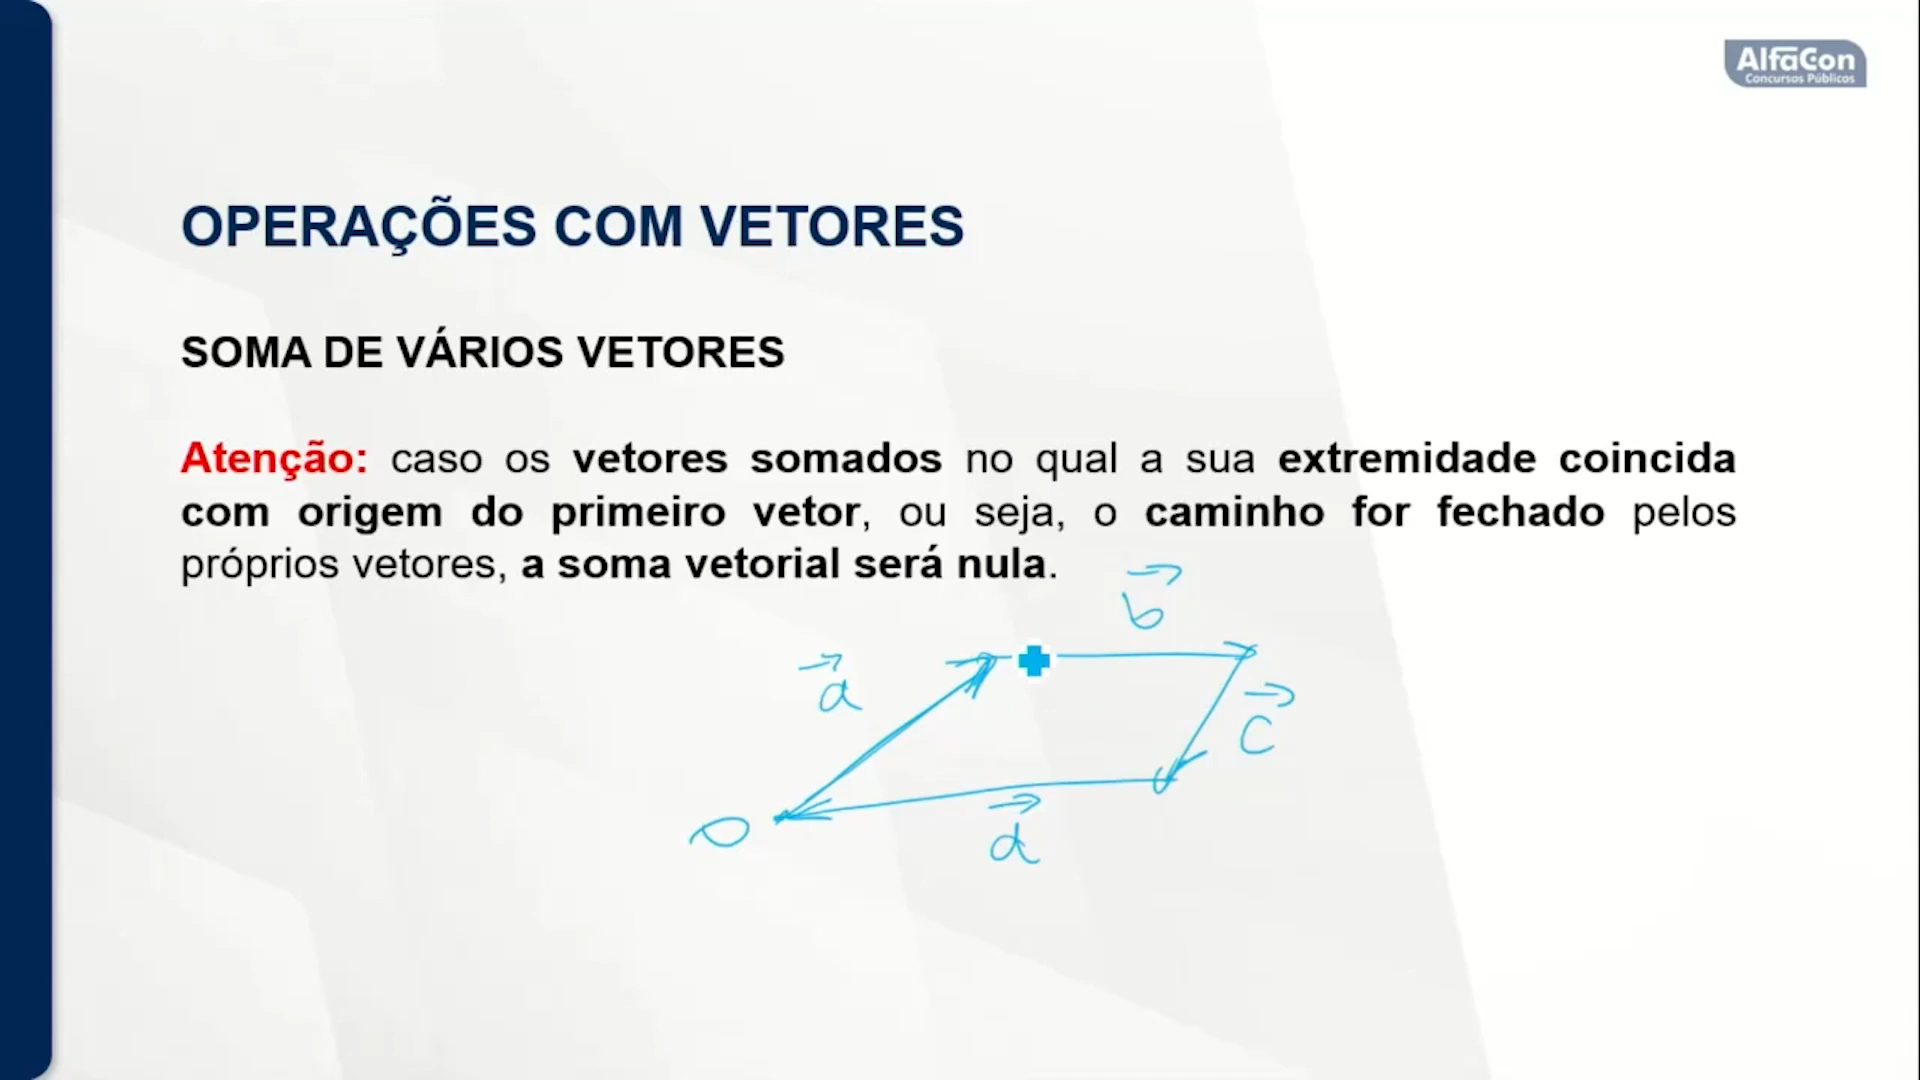 AlfaCon
Concursos Públicos
OPERAÇÕES COM VETORES
SOMA DE VÁRIOS VETORES
Atenção: caso os vetores somados no qual a sua extremidade coincida
com origem do primeiro vetor, ou seja, o caminho for fechado pelos
próprios vetores, a soma vetorial será nula.
b
a
c
d
O